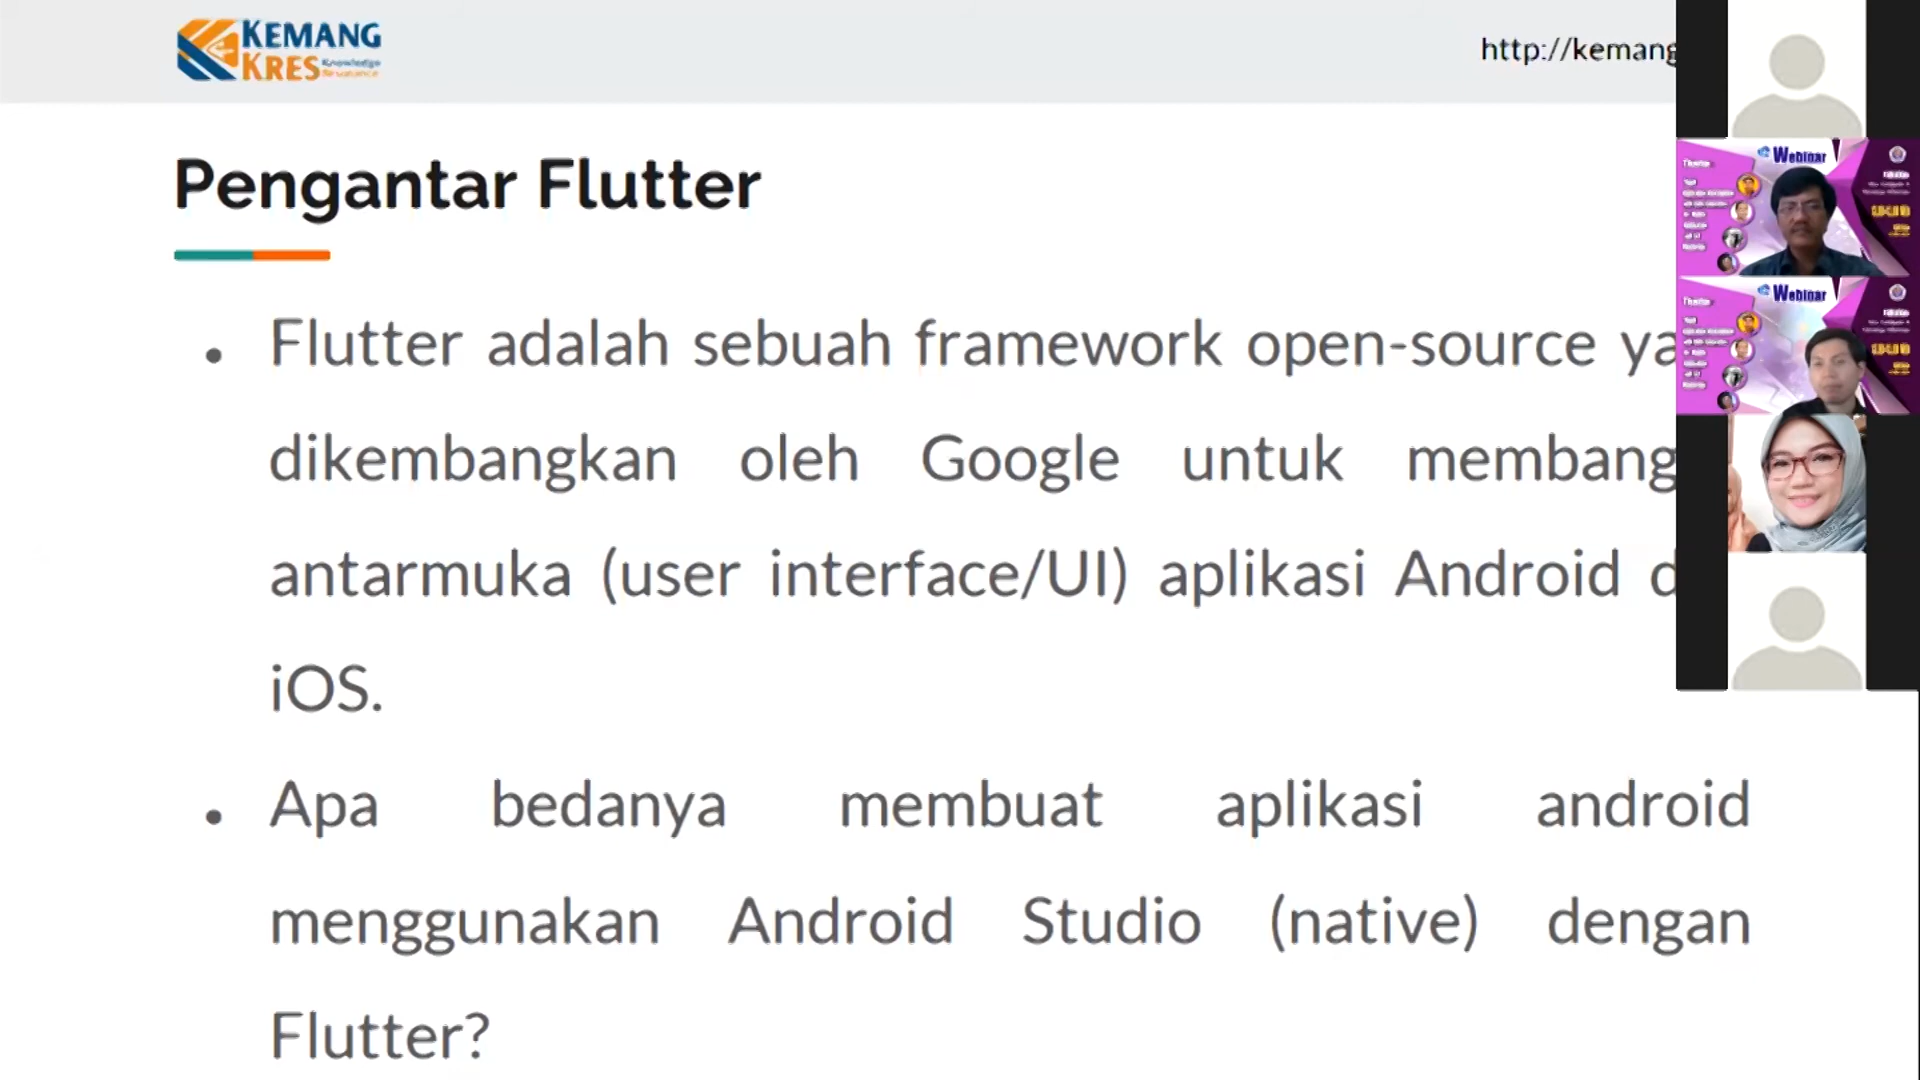 KEMANG
KRES Knowledge
Resonance
http://kemang
Pengantar Flutter
• Flutter adalah sebuah framework open-source ya
dikembangkan oleh Google untuk membang
antarmuka (user interface/UI) aplikasi Android d
iOS.
• Apa bedanya membuat aplikasi android
menggunakan Android Studio (native) dengan
Flutter?
Webinar
Webinar